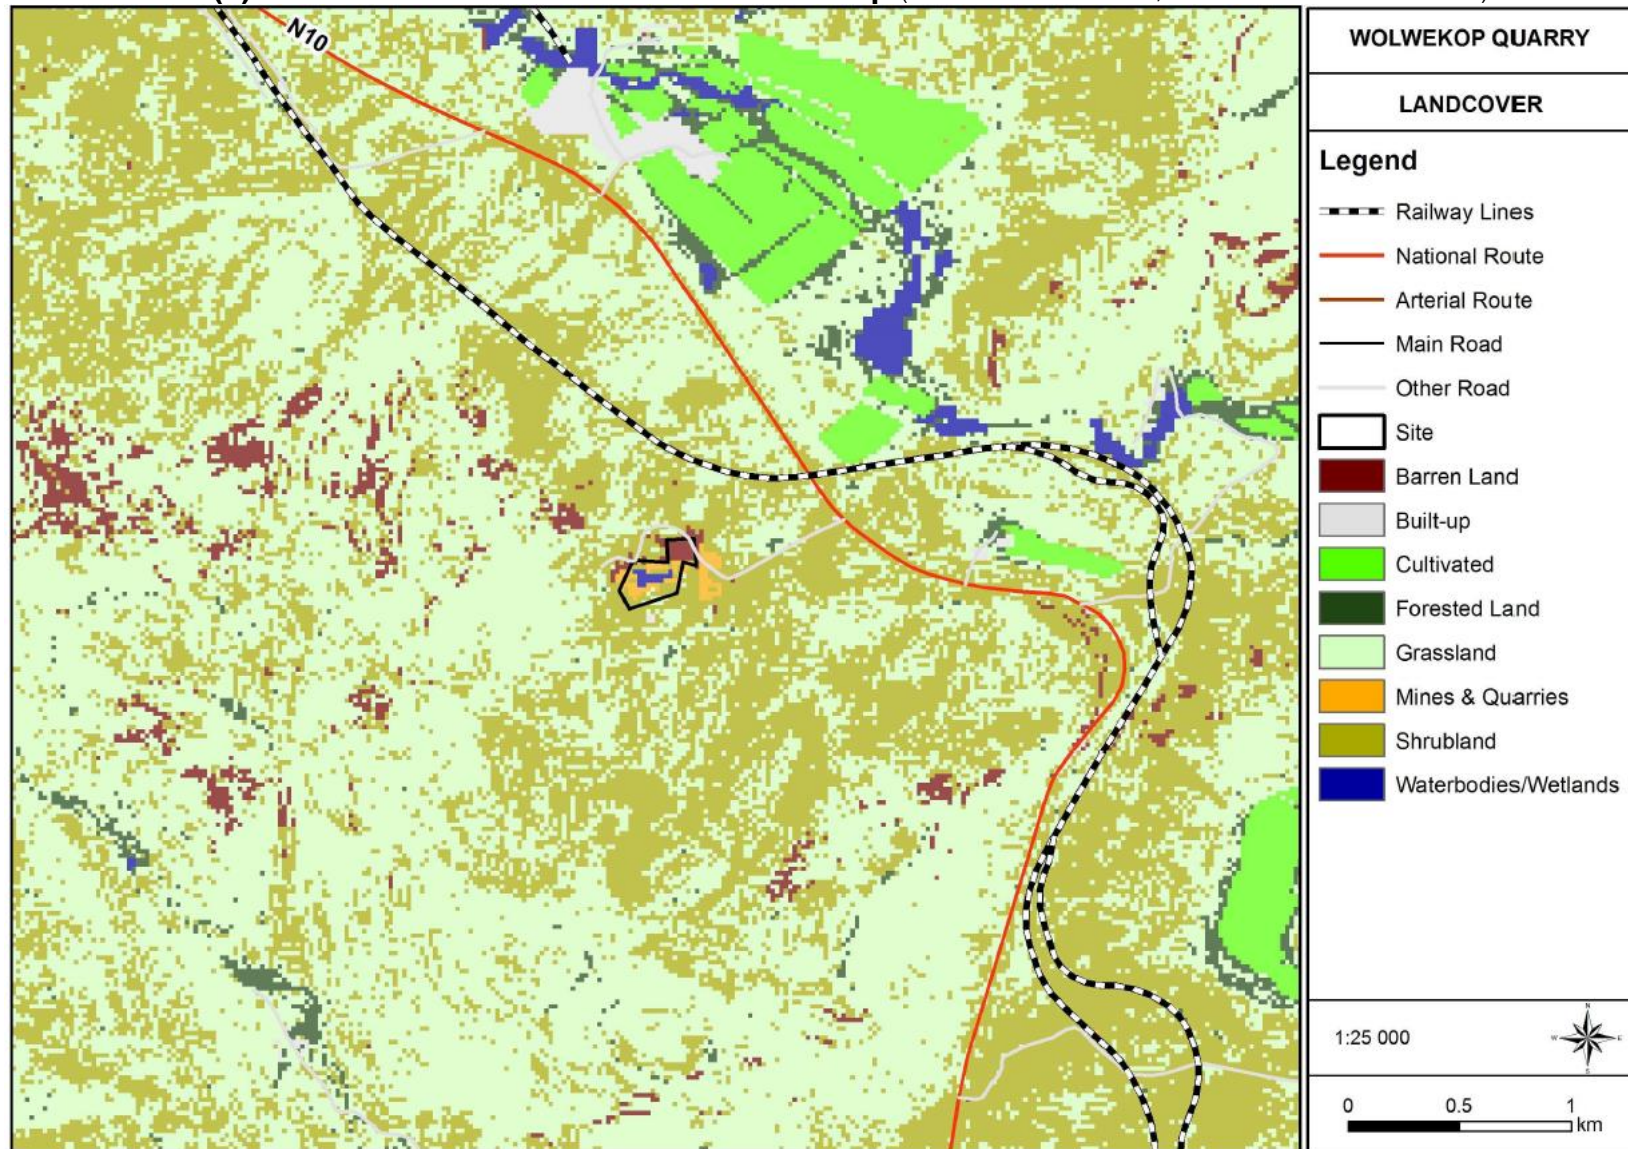 N10
WOLWEKOP QUARRY
LANDCOVER
Legend
Railway Lines
National Route
Arterial Route
Main Road
Other Road
Site
Barren Land
Built-up
Cultivated
Forested Land
Grassland
Mines & Quarries
Shrubland
Waterbodies/Wetlands
1:25 000
N
W E
S
0 0.5 1
km